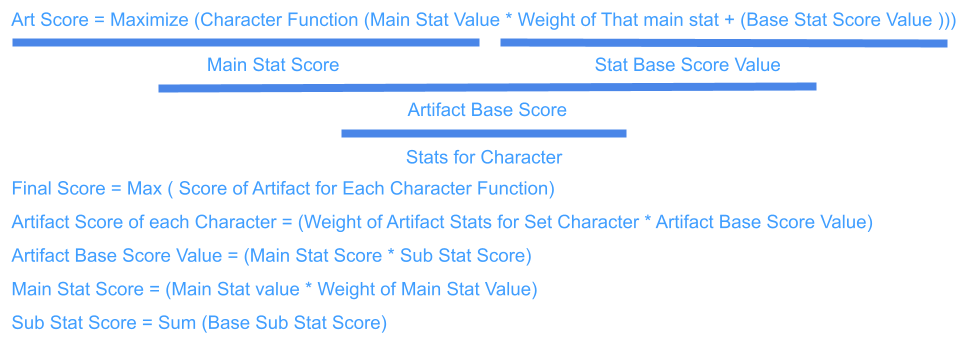 Art Score = Maximize (Character Function (Main Stat Value * Weight of That main stat + (Base Stat Score Value )))
Main Stat Score Stat Base Score Value
Artifact Base Score
Stats for Character
Final Score = Max ( Score of Artifact for Each Character Function)
Artifact Score of each Character = (Weight of Artifact Stats for Set Character * Artifact Base Score Value)
Artifact Base Score Value = (Main Stat Score * Sub Stat Score)
Main Stat Score = (Main Stat value * Weight of Main Stat Value)
Sub Stat Score = Sum (Base Sub Stat Score)